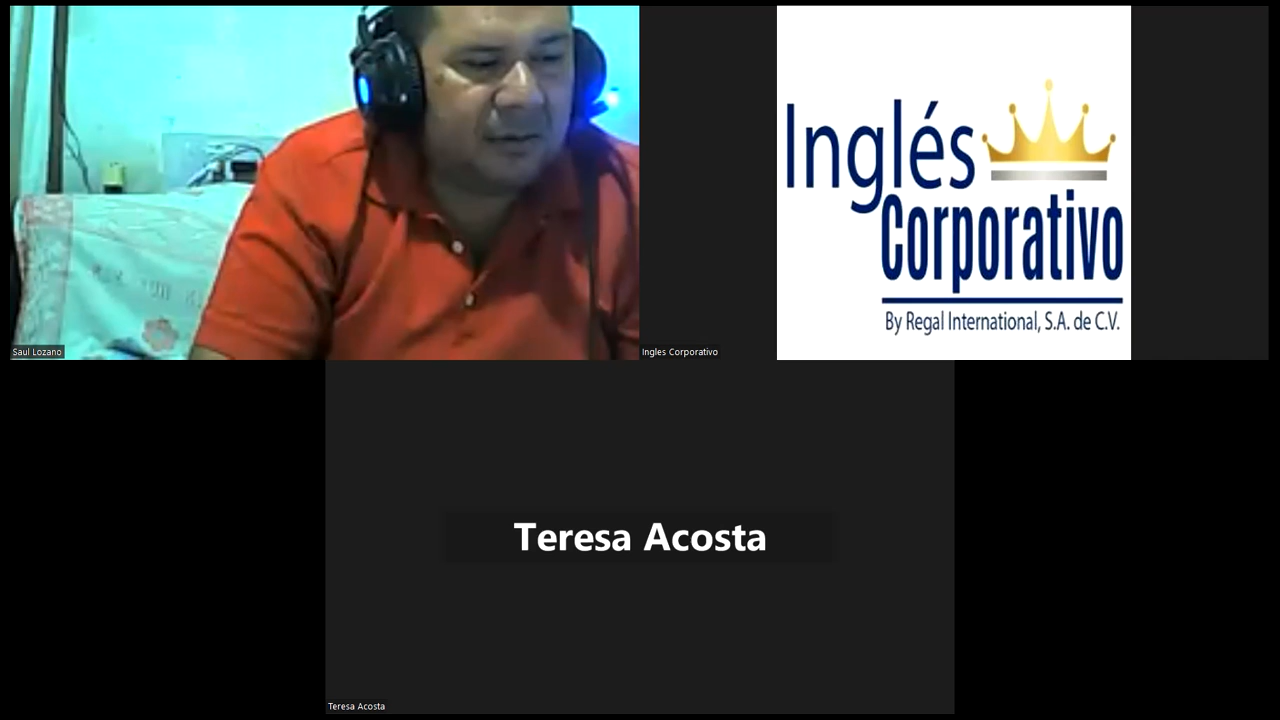 Inglés
Corporativo
By Regal International, S.A. de C.V.
Saul Lozano
Ingles Corporativo
Teresa Acosta
Teresa Acosta